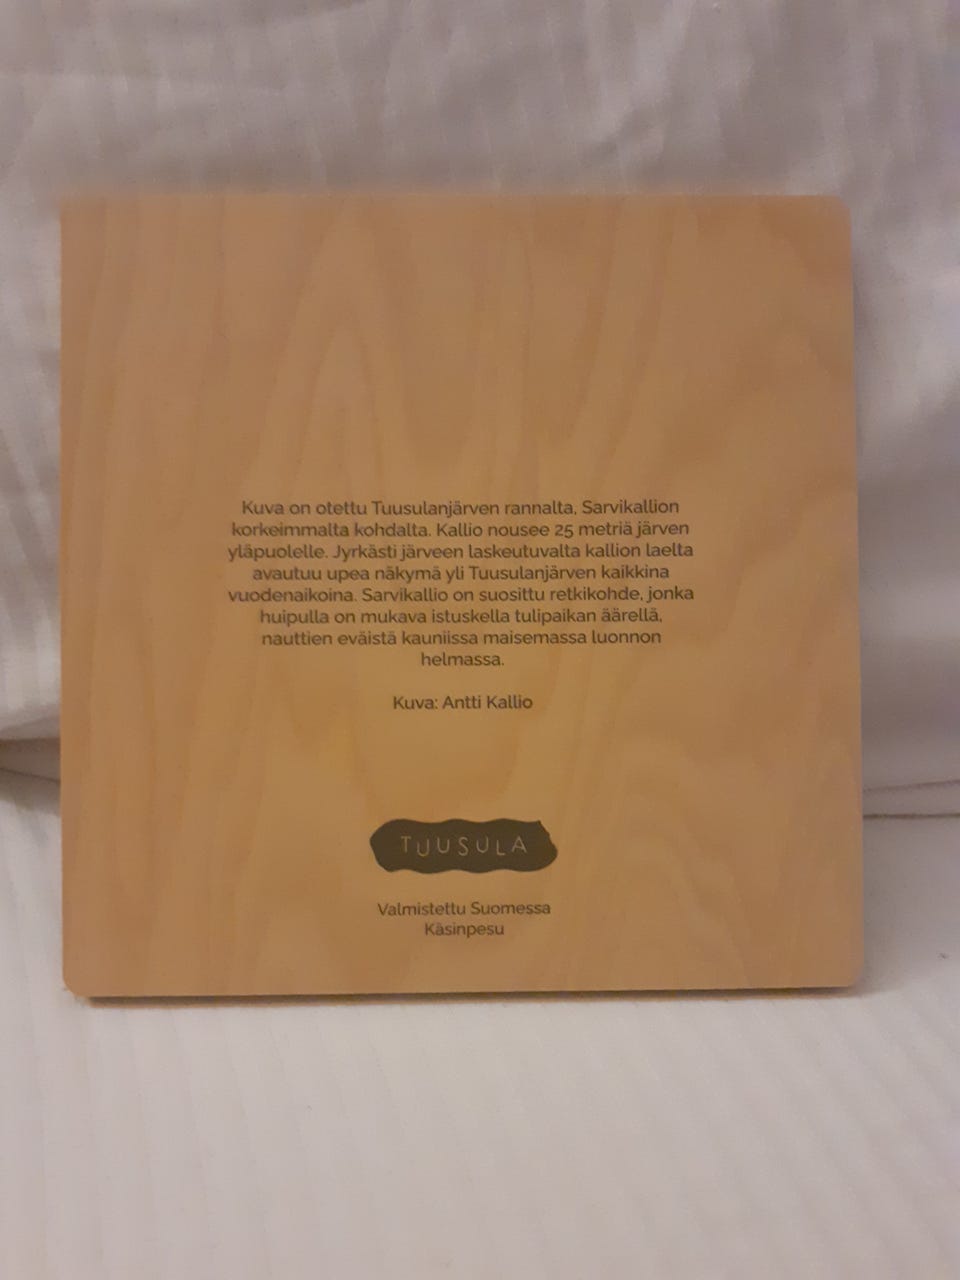 Kuva on otettu Tuusulanjärven rannalta, Sarvikallion
korkeimmalta kohdalta. Kallio nousee 25 metriä järven
yläpuolelle. Jyrkästi järveen laskeutuvalta kallion laelta
avautuu upea näkymä yli Tuusulanjärven kaikkina
vuodenaikoina. Sarvikallio on suosittu retkikohde, jonka
huipulla on mukava istuskella tulipaikan äärellä,
nauttien eväistä kauniissa maisemassa luonnon
helmassa.
Kuva: Antti Kallio
TUUSULA
Valmistettu Suomessa
Käsinpesu